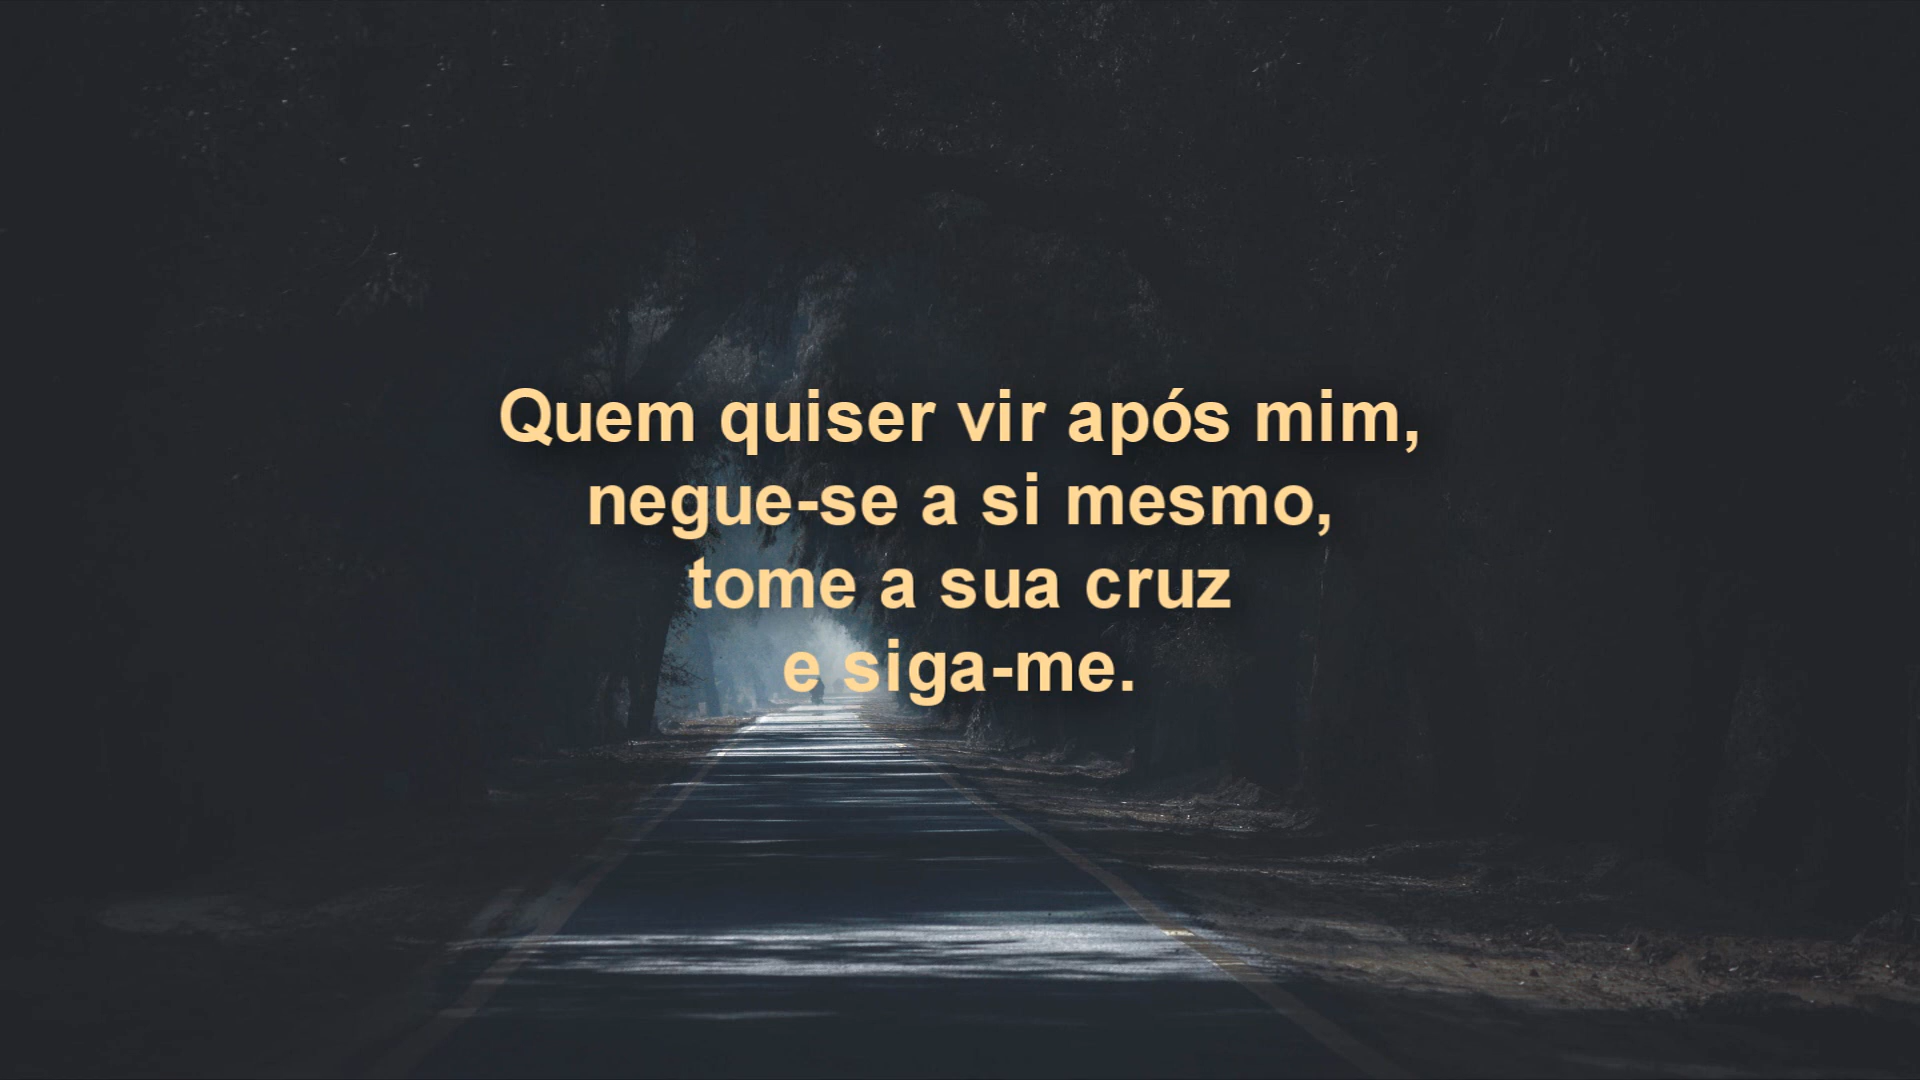 Quem quiser vir após mim,
negue-se a si mesmo,
tome a sua cruz
e siga-me.